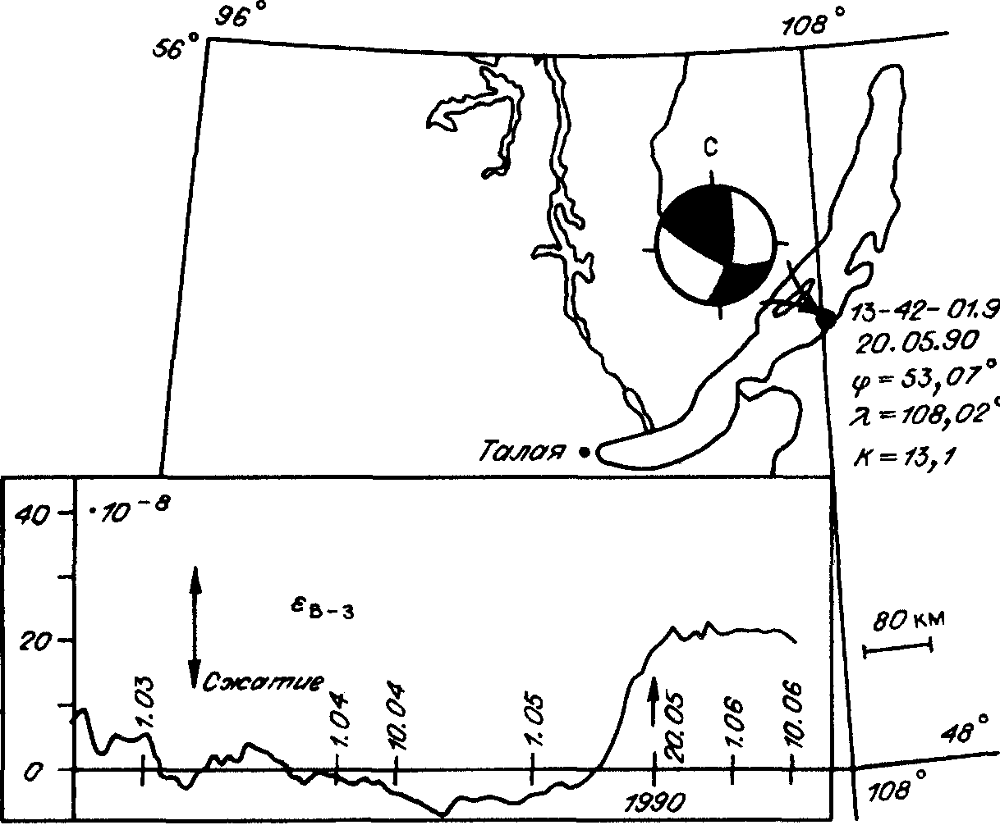 96°
56°
108°
С
13-42-01.9
20.05.90
φ = 53,07°
λ = 108,02°
К = 13,1
Талая
40
·10⁻⁸
ε В-З
20
80 км
Сжатие
1.03
1.04
10.04
1.05
20.05
1.06
10.06
0
48°
1990
108°